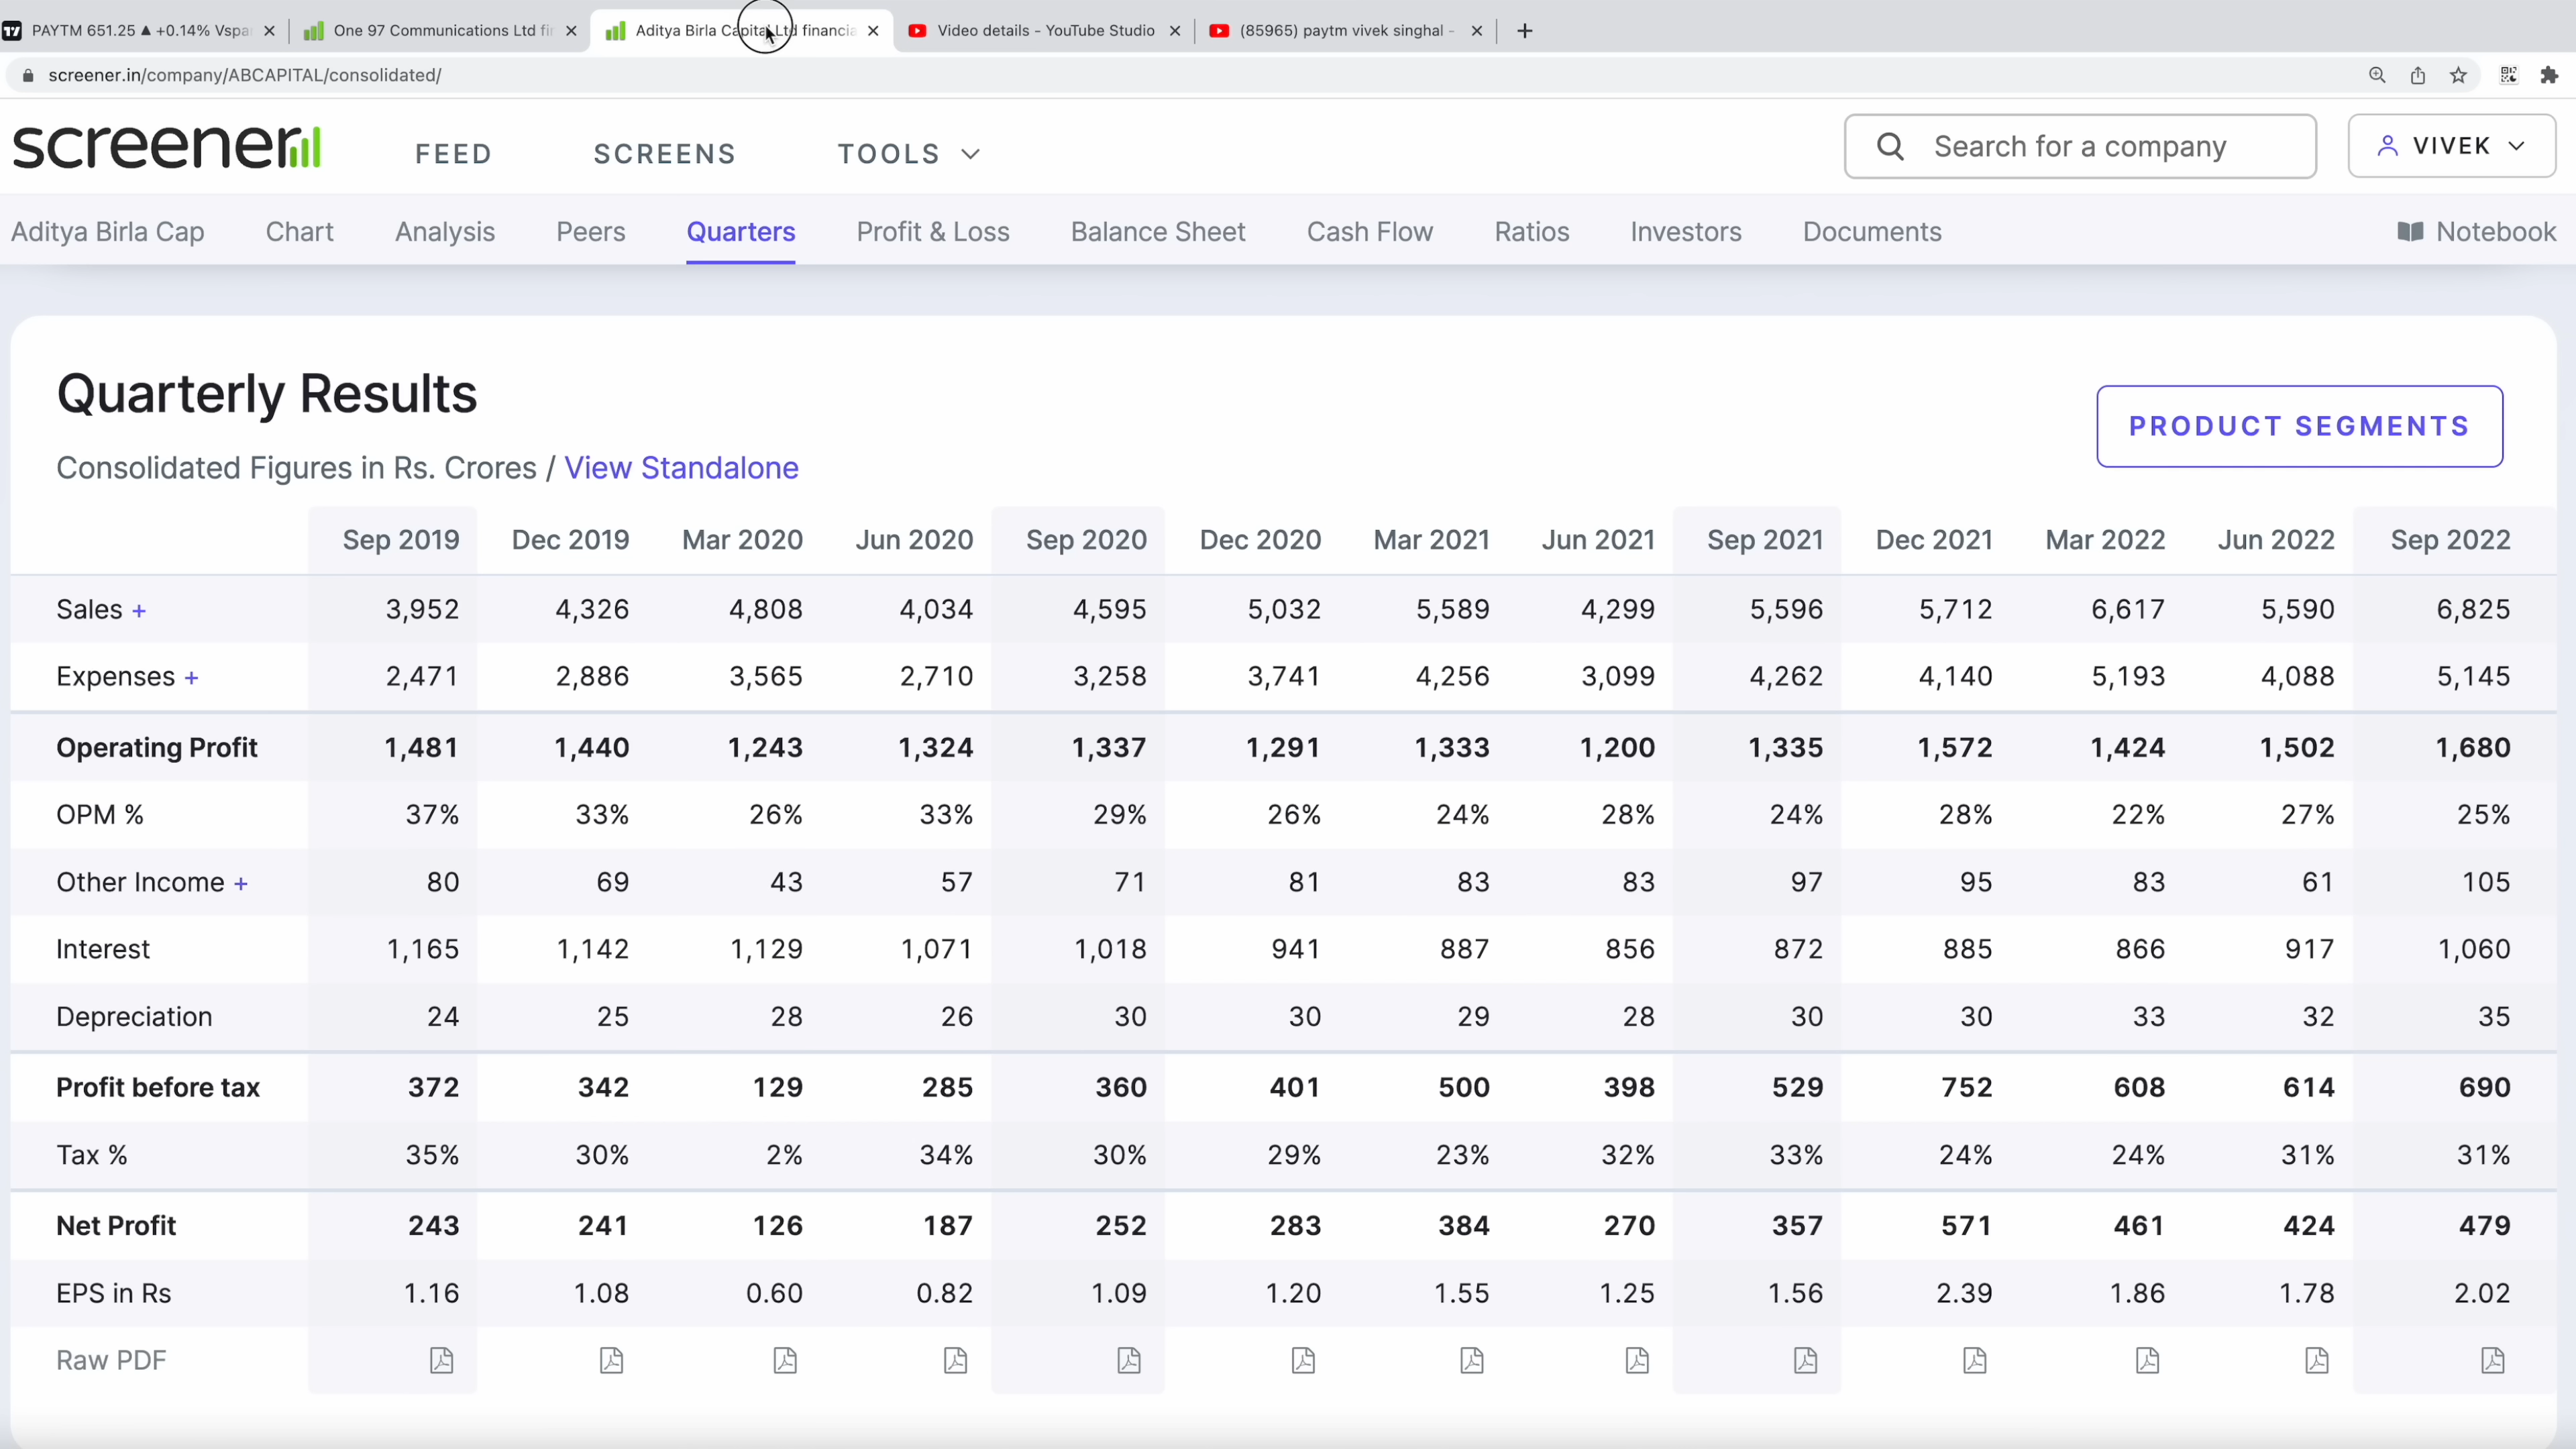 PAYTM 651.25 ▲ +0.14% Vspa
One 97 Communications Ltd fin
Aditya Birla Capital Ltd financia
Video details - YouTube Studio
(85965) paytm vivek singhal -
screener.in/company/ABCAPITAL/consolidated/
screener
FEED SCREENS TOOLS
Search for a company
VIVEK
Aditya Birla Cap Chart Analysis Peers Quarters Profit & Loss Balance Sheet Cash Flow Ratios Investors Documents Notebook
Quarterly Results
PRODUCT SEGMENTS
Consolidated Figures in Rs. Crores / View Standalone
Sep 2019 Dec 2019 Mar 2020 Jun 2020 Sep 2020 Dec 2020 Mar 2021 Jun 2021 Sep 2021 Dec 2021 Mar 2022 Jun 2022 Sep 2022
Sales + 3,952 4,326 4,808 4,034 4,595 5,032 5,589 4,299 5,596 5,712 6,617 5,590 6,825
Expenses + 2,471 2,886 3,565 2,710 3,258 3,741 4,256 3,099 4,262 4,140 5,193 4,088 5,145
Operating Profit 1,481 1,440 1,243 1,324 1,337 1,291 1,333 1,200 1,335 1,572 1,424 1,502 1,680
OPM % 37% 33% 26% 33% 29% 26% 24% 28% 24% 28% 22% 27% 25%
Other Income + 80 69 43 57 71 81 83 83 97 95 83 61 105
Interest 1,165 1,142 1,129 1,071 1,018 941 887 856 872 885 866 917 1,060
Depreciation 24 25 28 26 30 30 29 28 30 30 33 32 35
Profit before tax 372 342 129 285 360 401 500 398 529 752 608 614 690
Tax % 35% 30% 2% 34% 30% 29% 23% 32% 33% 24% 24% 31% 31%
Net Profit 243 241 126 187 252 283 384 270 357 571 461 424 479
EPS in Rs 1.16 1.08 0.60 0.82 1.09 1.20 1.55 1.25 1.56 2.39 1.86 1.78 2.02
Raw PDF